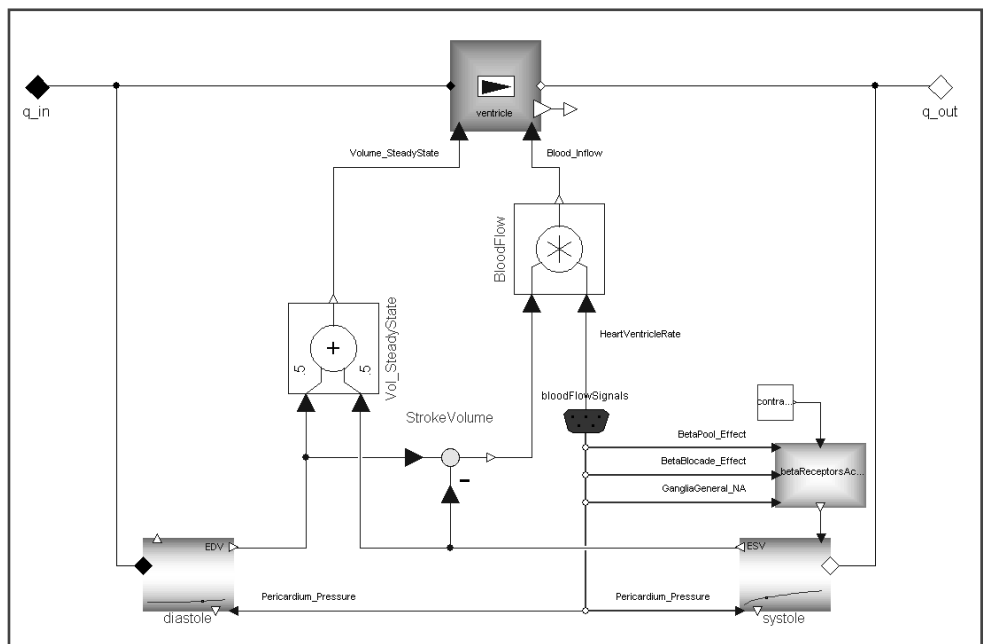 q_in
ventricle
q_out
Volume_SteadyState
Blood_Inflow
BloodFlow
HeartVentricleRate
.5
+
.5
Vol_SteadyState
bloodFlowSignals
contra...
StrokeVolume
BetaPool_Effect
BetaBlocade_Effect
betaReceptorsAc...
GangliaGeneral_NA
-
EDV
ESV
Pericardium_Pressure
Pericardium_Pressure
diastole
systole